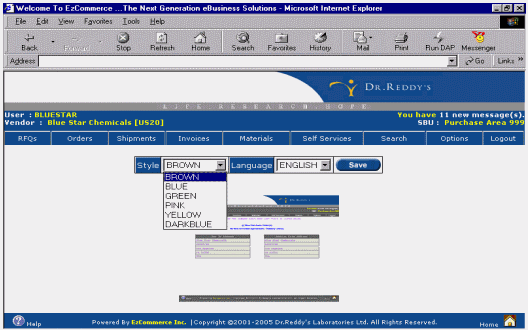 Welcome To EzCommerce ...The Next Generation eBusiness Solutions - Microsoft Internet Explorer
File Edit View Favorites Tools Help
Back Forward Stop Refresh Home Search Favorites History Mail Print Run DAP Messenger
Address Go Links »
DR.REDDY'S
LIFE. RESEARCH. HOPE
User : BLUESTAR You have 11 new message(s).
Vendor : Blue Star Chemicals [US20] SBU : Purchase Area 999
RFQs Orders Shipments Invoices Materials Self Services Search Options Logout
Style BROWN Language ENGLISH Save
BROWN
BLUE
GREEN
PINK
YELLOW
DARKBLUE
Help Powered By EzCommerce Inc. |Copyright ©2001-2005 Dr.Reddy's Laboratories Ltd. All Rights Reserved. Home